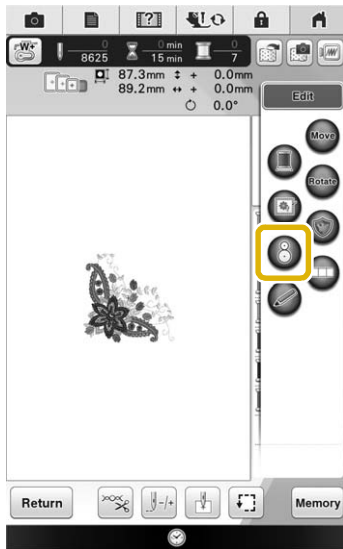 [?]
W+
0
8625
0 min
15 min
0
7
87.3mm + 0.0mm
89.2mm + 0.0mm
0.0°
Edit
Move
Rotate
8
Return
-/+
Memory